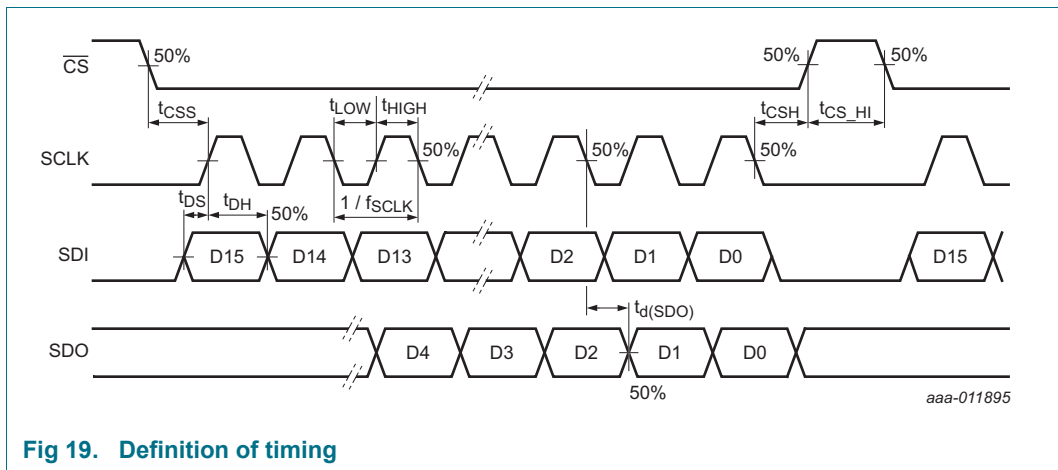 CS 50% 50% 50%
tCSS tLOW tHIGH tCSH tCS_HI
SCLK 50% 50% 50%
tDS tDH 50% 1 / fSCLK
SDI D15 D14 D13 D2 D1 D0 D15
td(SDO)
SDO D4 D3 D2 D1 D0
50%
aaa-011895
Fig 19. Definition of timing